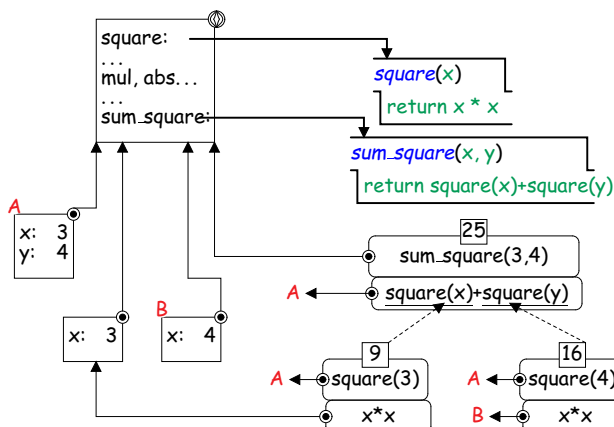 square:
...
mul, abs...
...
sum_square:
square(x)
return x * x
sum_square(x, y)
return square(x)+square(y)
A
x: 3
y: 4
25
sum_square(3,4)
A
square(x)+square(y)
x: 3
B
x: 4
9
A
square(3)
x*x
16
A
square(4)
B
x*x